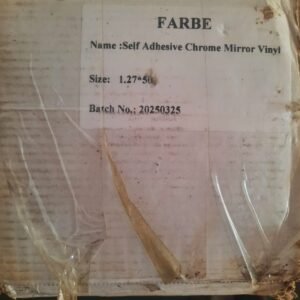 FARBE
Name :Self Adhesive Chrome Mirror Vinyl
Size: 1.27*50
Batch No.: 20250325